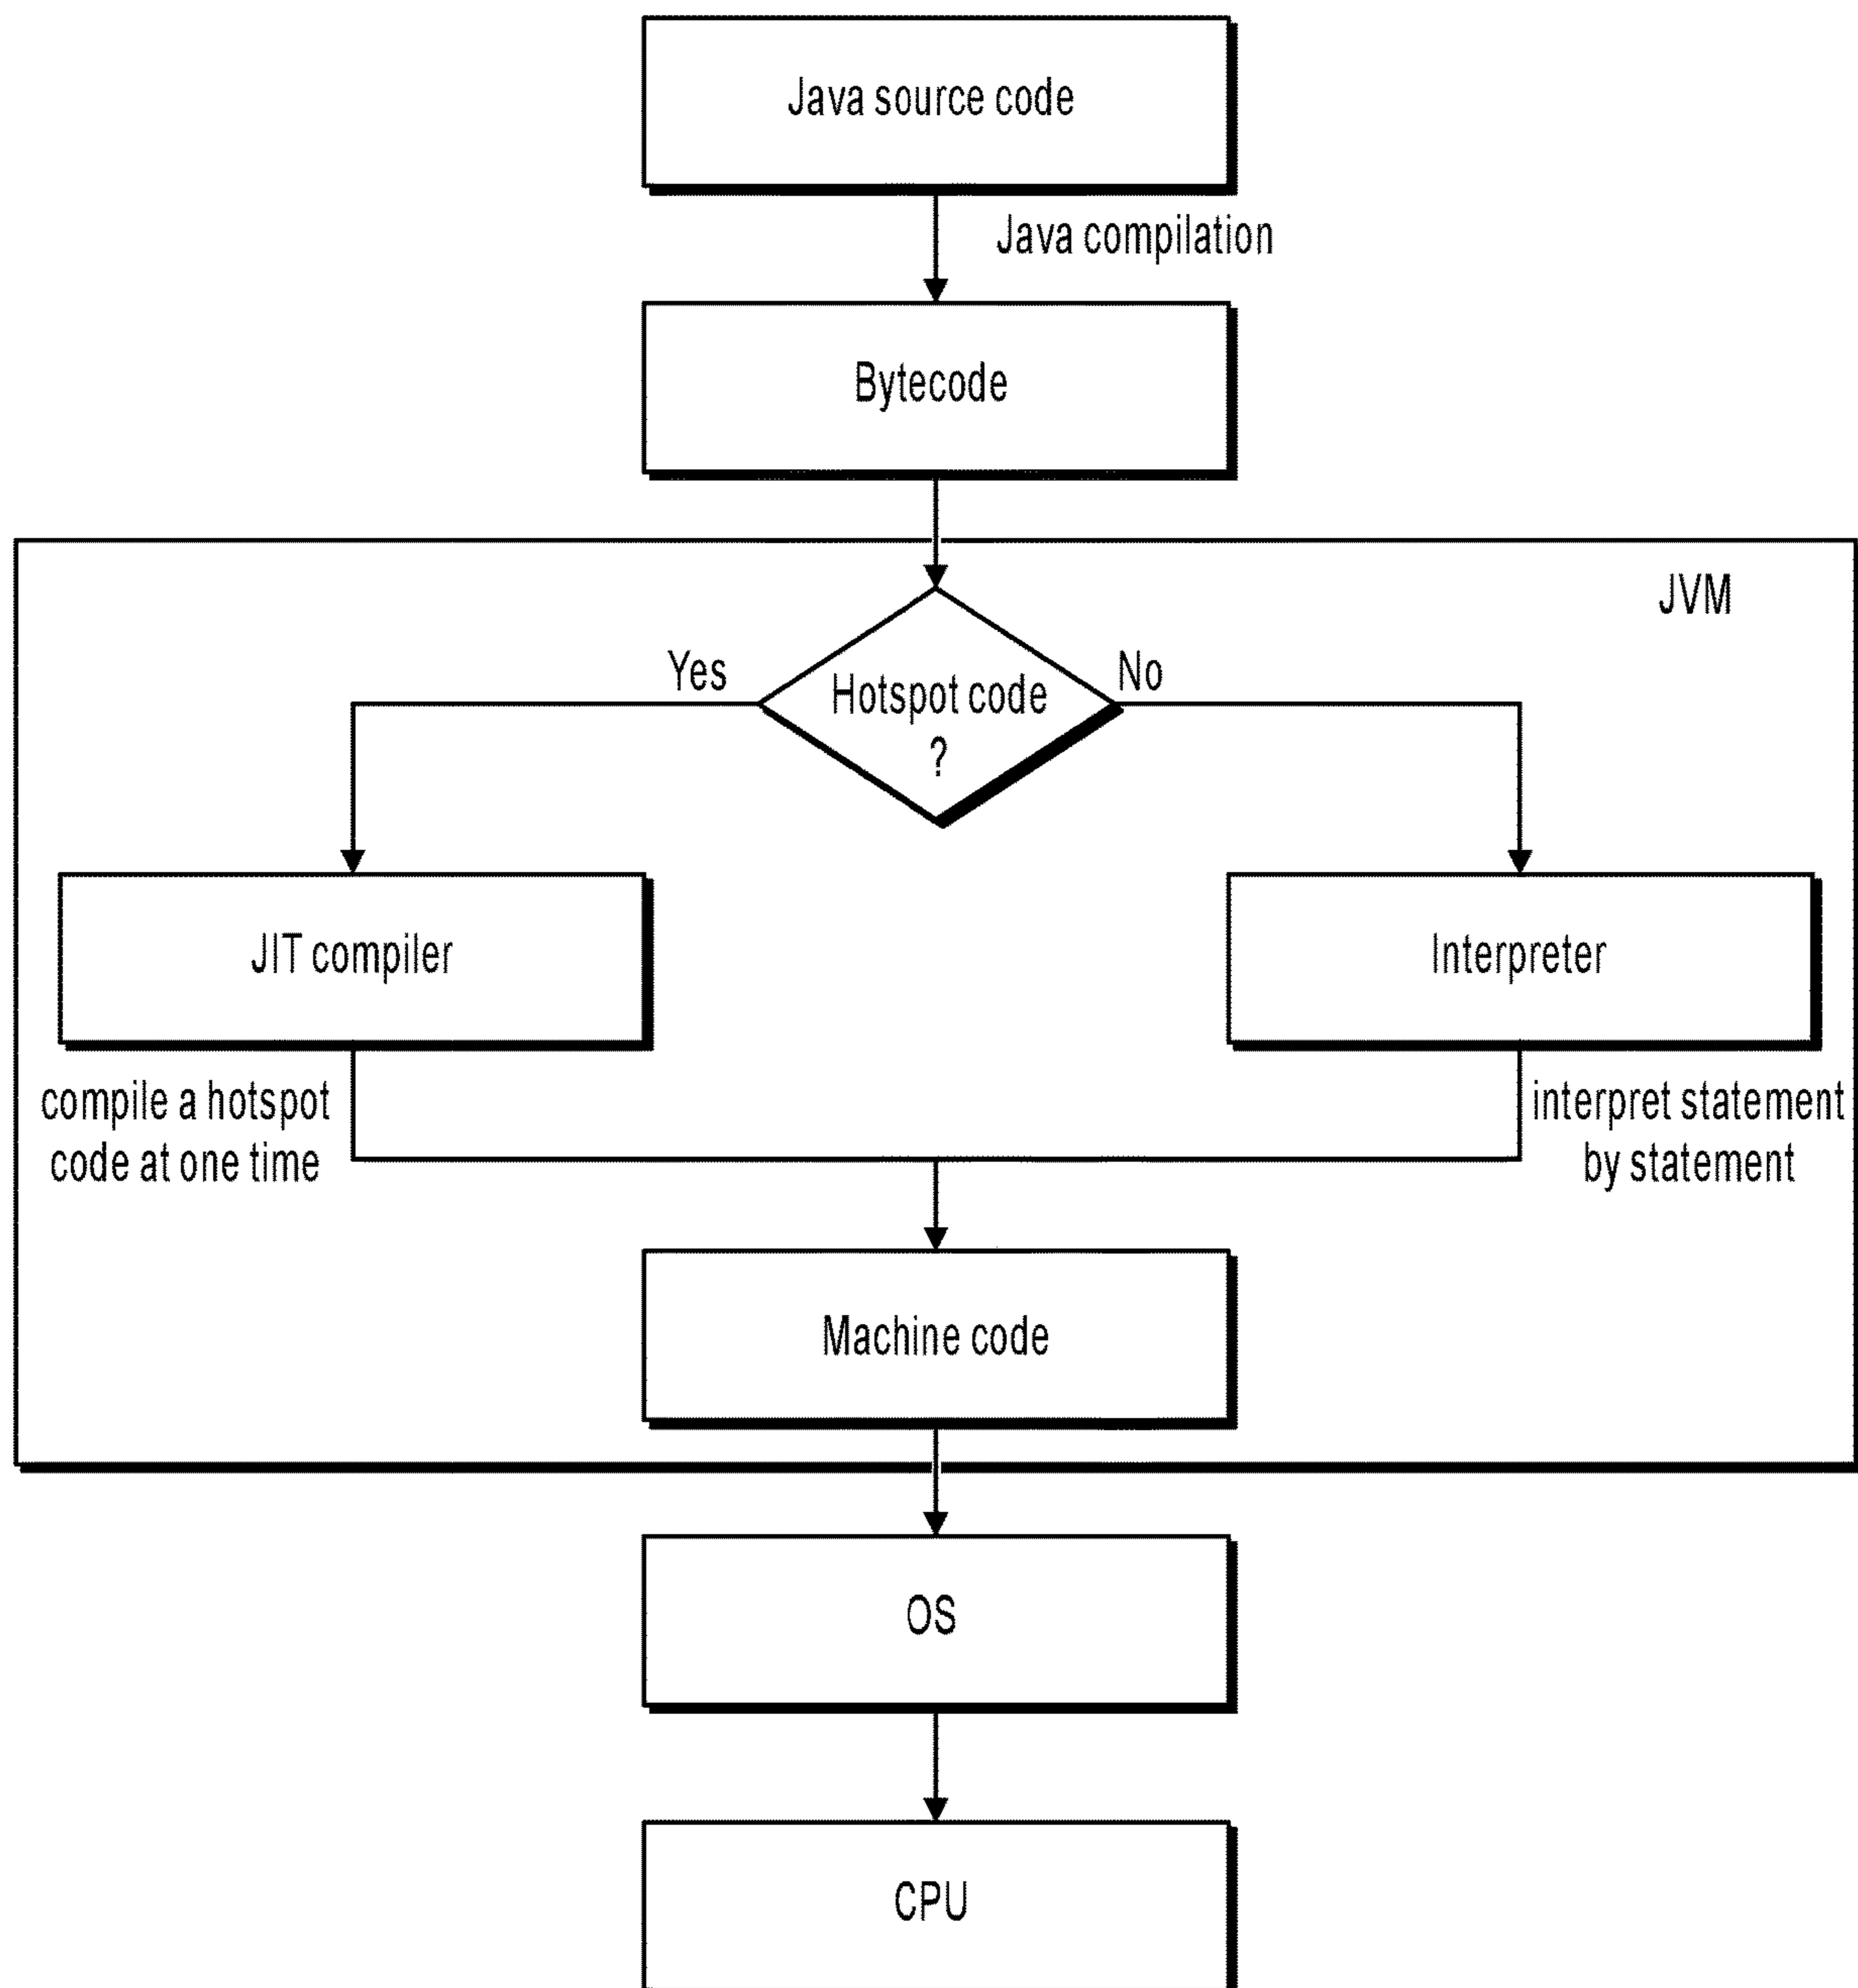 Java source code
Java compilation
Bytecode
JVM
Yes
No
Hotspot code
?
JIT compiler
Interpreter
compile a hotspot
code at one time
interpret statement
by statement
Machine code
OS
CPU